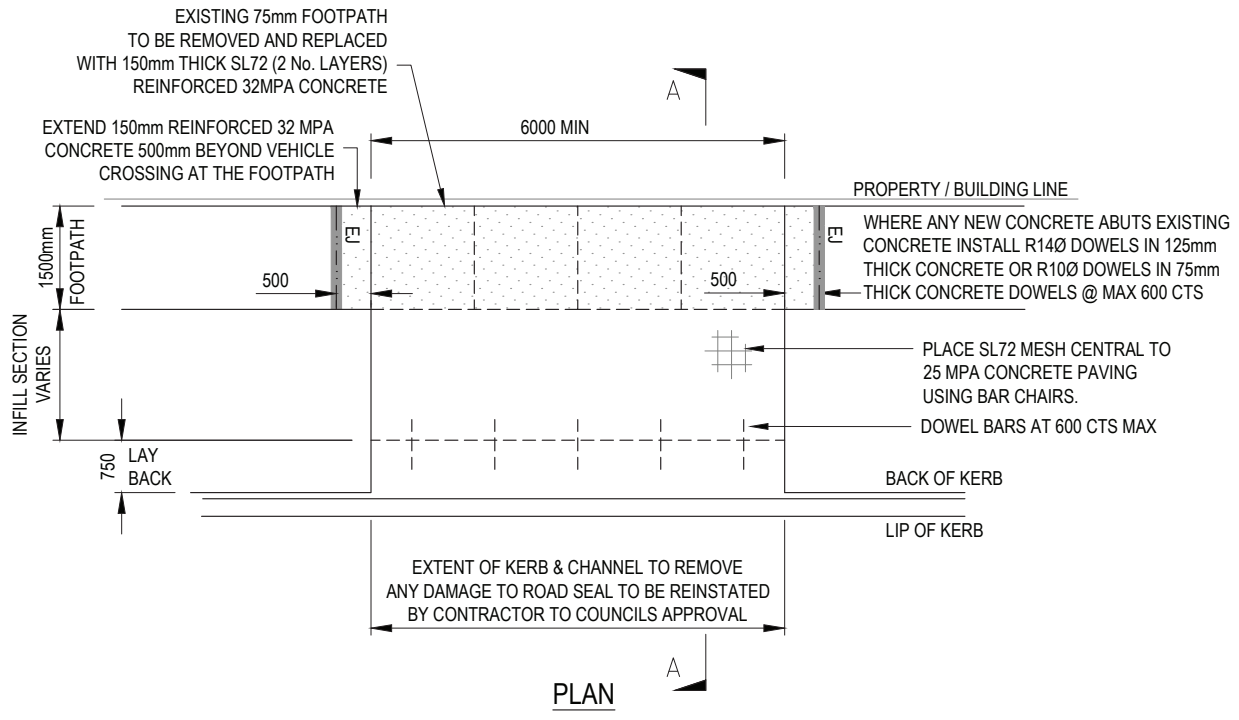 EXISTING 75mm FOOTPATH
TO BE REMOVED AND REPLACED
WITH 150mm THICK SL72 (2 No. LAYERS)
REINFORCED 32MPA CONCRETE
A
EXTEND 150mm REINFORCED 32 MPA
CONCRETE 500mm BEYOND VEHICLE
CROSSING AT THE FOOTPATH
6000 MIN
PROPERTY / BUILDING LINE
1500mm
FOOTPATH
EJ
500
500
EJ
WHERE ANY NEW CONCRETE ABUTS EXISTING
CONCRETE INSTALL R14Ø DOWELS IN 125mm
THICK CONCRETE OR R10Ø DOWELS IN 75mm
THICK CONCRETE DOWELS @ MAX 600 CTS
INFILL SECTION
VARIES
PLACE SL72 MESH CENTRAL TO
25 MPA CONCRETE PAVING
USING BAR CHAIRS.
DOWEL BARS AT 600 CTS MAX
750
LAY
BACK
BACK OF KERB
LIP OF KERB
EXTENT OF KERB & CHANNEL TO REMOVE
ANY DAMAGE TO ROAD SEAL TO BE REINSTATED
BY CONTRACTOR TO COUNCILS APPROVAL
A
PLAN